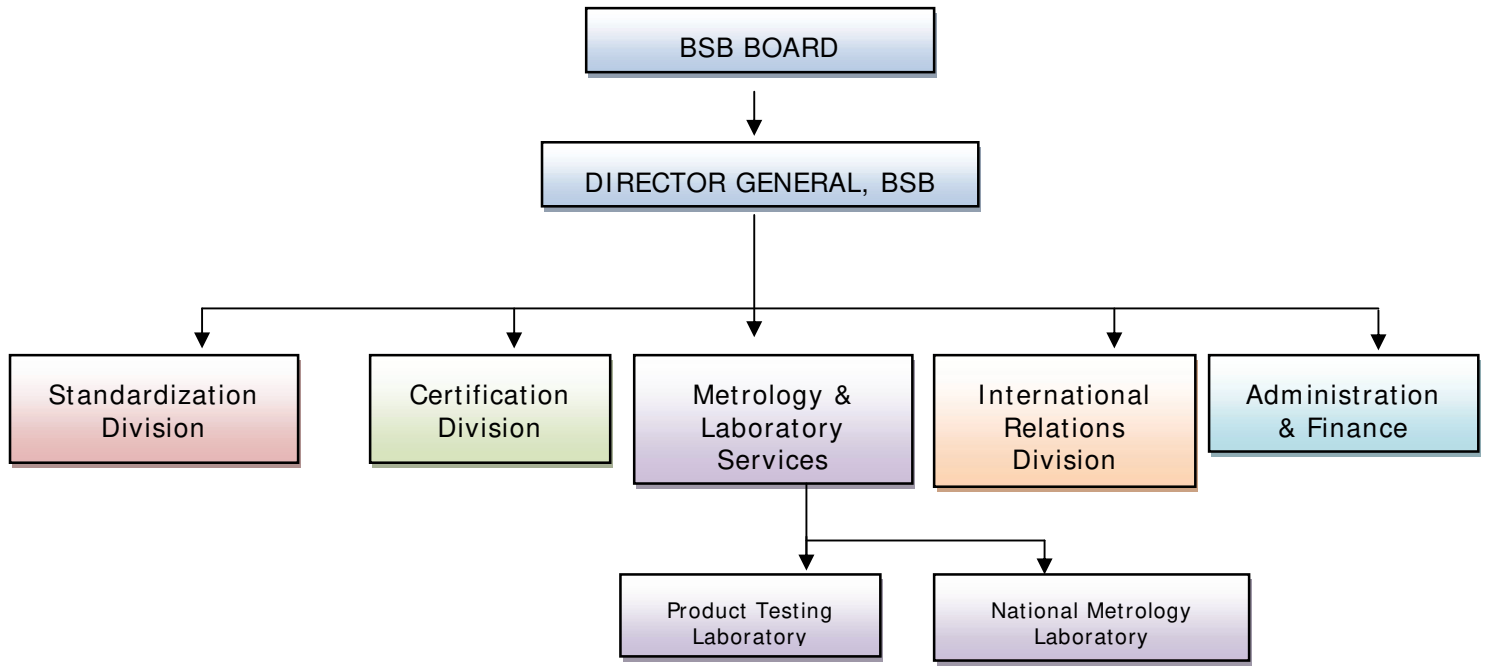 BSB BOARD
DIRECTOR GENERAL, BSB
Standardization
Division
Certification
Division
Metrology &
Laboratory
Services
International
Relations
Division
Administration
& Finance
Product Testing
Laboratory
National Metrology
Laboratory